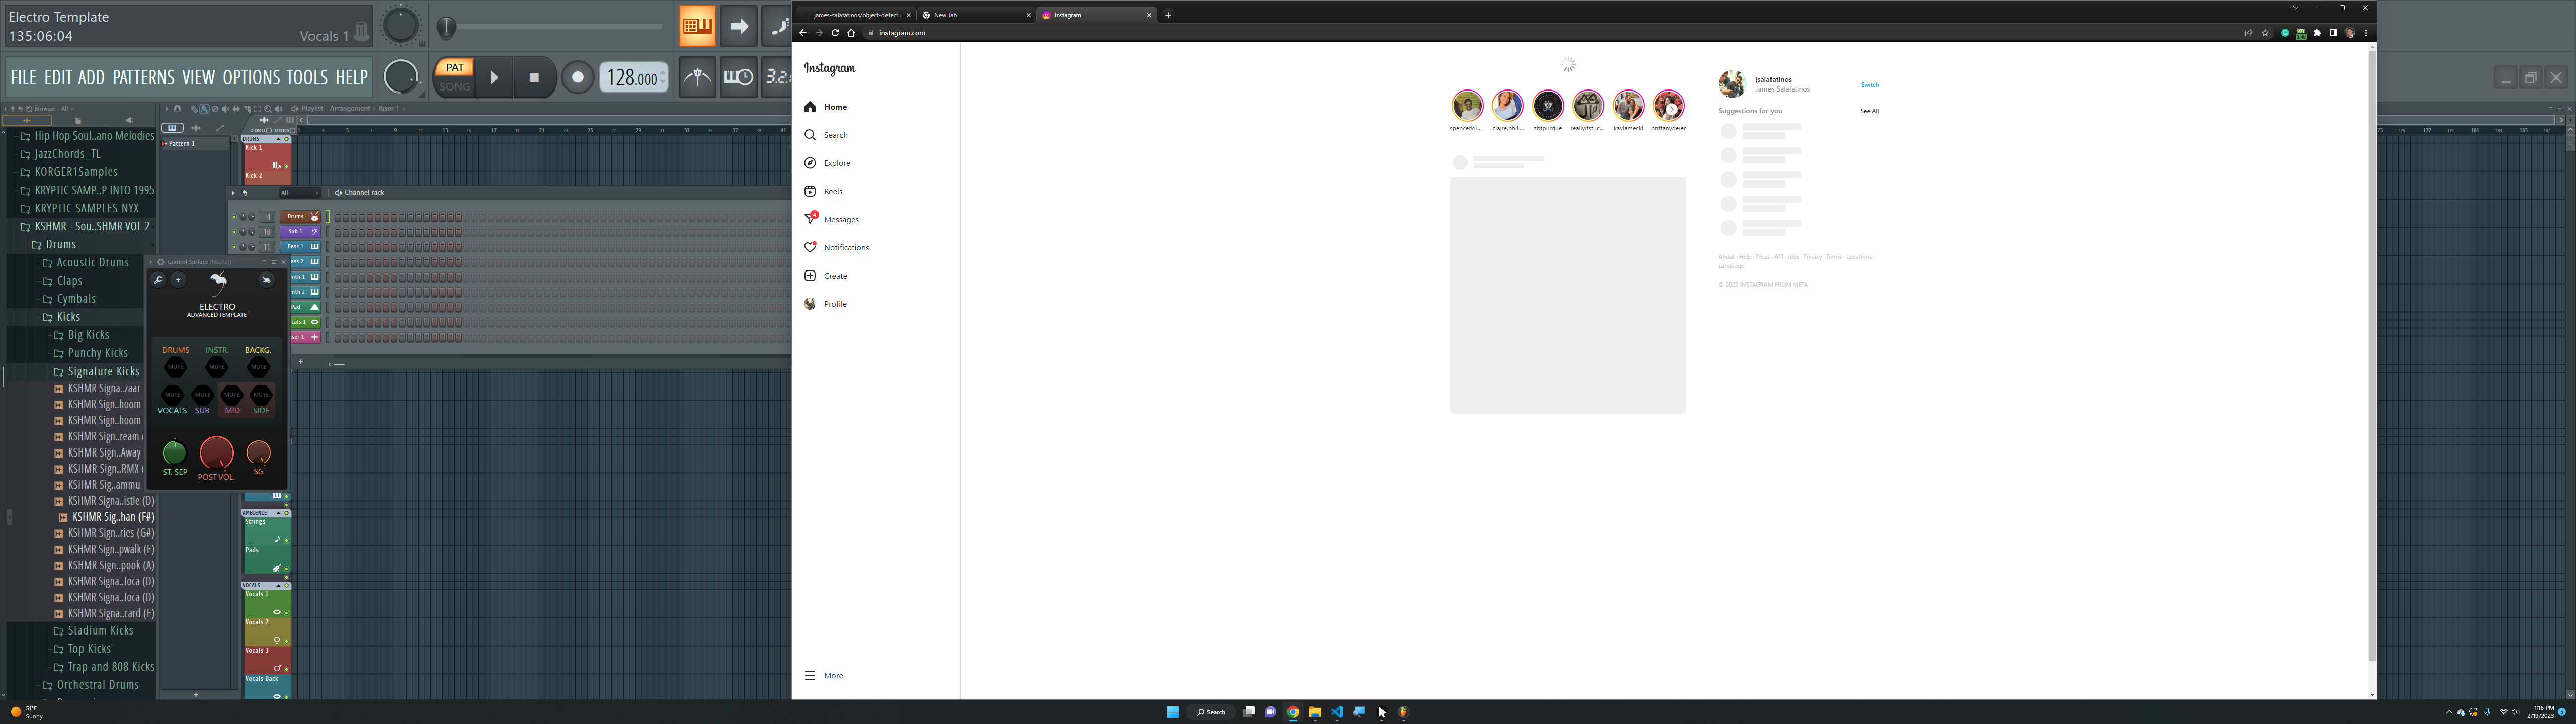 Electro Template
135:06:04
Vocals 1
FILE EDIT ADD PATTERNS VIEW OPTIONS TOOLS HELP
PAT
SONG
128.000
Browser - All
Playlist - Arrangement › Riser 1 ›
Hip Hop Soul..ano Melodies
JazzChords_TL
KORGER1Samples
KRYPTIC SAMP..P INTO 1995
KRYPTIC SAMPLES NYX
KSHMR - Sou..SHMR VOL 2
Drums
Acoustic Drums
Claps
Cymbals
Kicks
Big Kicks
Punchy Kicks
Signature Kicks
KSHMR Signa..zaar
KSHMR Sign..hoom
KSHMR Sign..hoom
KSHMR Sign..ream (
KSHMR Sign..Away
KSHMR Sign..RMX (
KSHMR Sig..ammu
KSHMR Signa..istle (D)
KSHMR Sig..han (F#)
KSHMR Sign..ries (G#)
KSHMR Sign..pwalk (E)
KSHMR Sign..pook (A)
KSHMR Signa..Toca (D)
KSHMR Signa..Toca (D)
KSHMR Signa..card (E)
Stadium Kicks
Top Kicks
Trap and 808 Kicks
Orchestral Drums
Pattern 1
DRUMS
Kick 1
Kick 2
All
Channel rack
4 Drums
10 Sub 1
11 Bass 1
Control Surface (Master)
ELECTRO
ADVANCED TEMPLATE
DRUMS INSTR. BACKG.
MUTE MUTE MUTE
MUTE MUTE MUTE MUTE
VOCALS SUB MID SIDE
ST. SEP POST VOL. SG
AMBIENCE
Strings
Pads
VOCALS
Vocals 1
Vocals 2
Vocals 3
Vocals Back
james-salafatinos/object-detect
New Tab
Instagram
instagram.com
Instagram
Home
Search
Explore
Reels
4
Messages
Notifications
Create
Profile
More
spencerku... _claire.phill... zbtpurdue reallyitstuc... kaylameckl brittanygeier
jsalafatinos
James Salafatinos
Switch
Suggestions for you
See All
About · Help · Press · API · Jobs · Privacy · Terms · Locations ·
Language
© 2023 INSTAGRAM FROM META
51°F
Sunny
Search
1:16 PM
2/19/2023